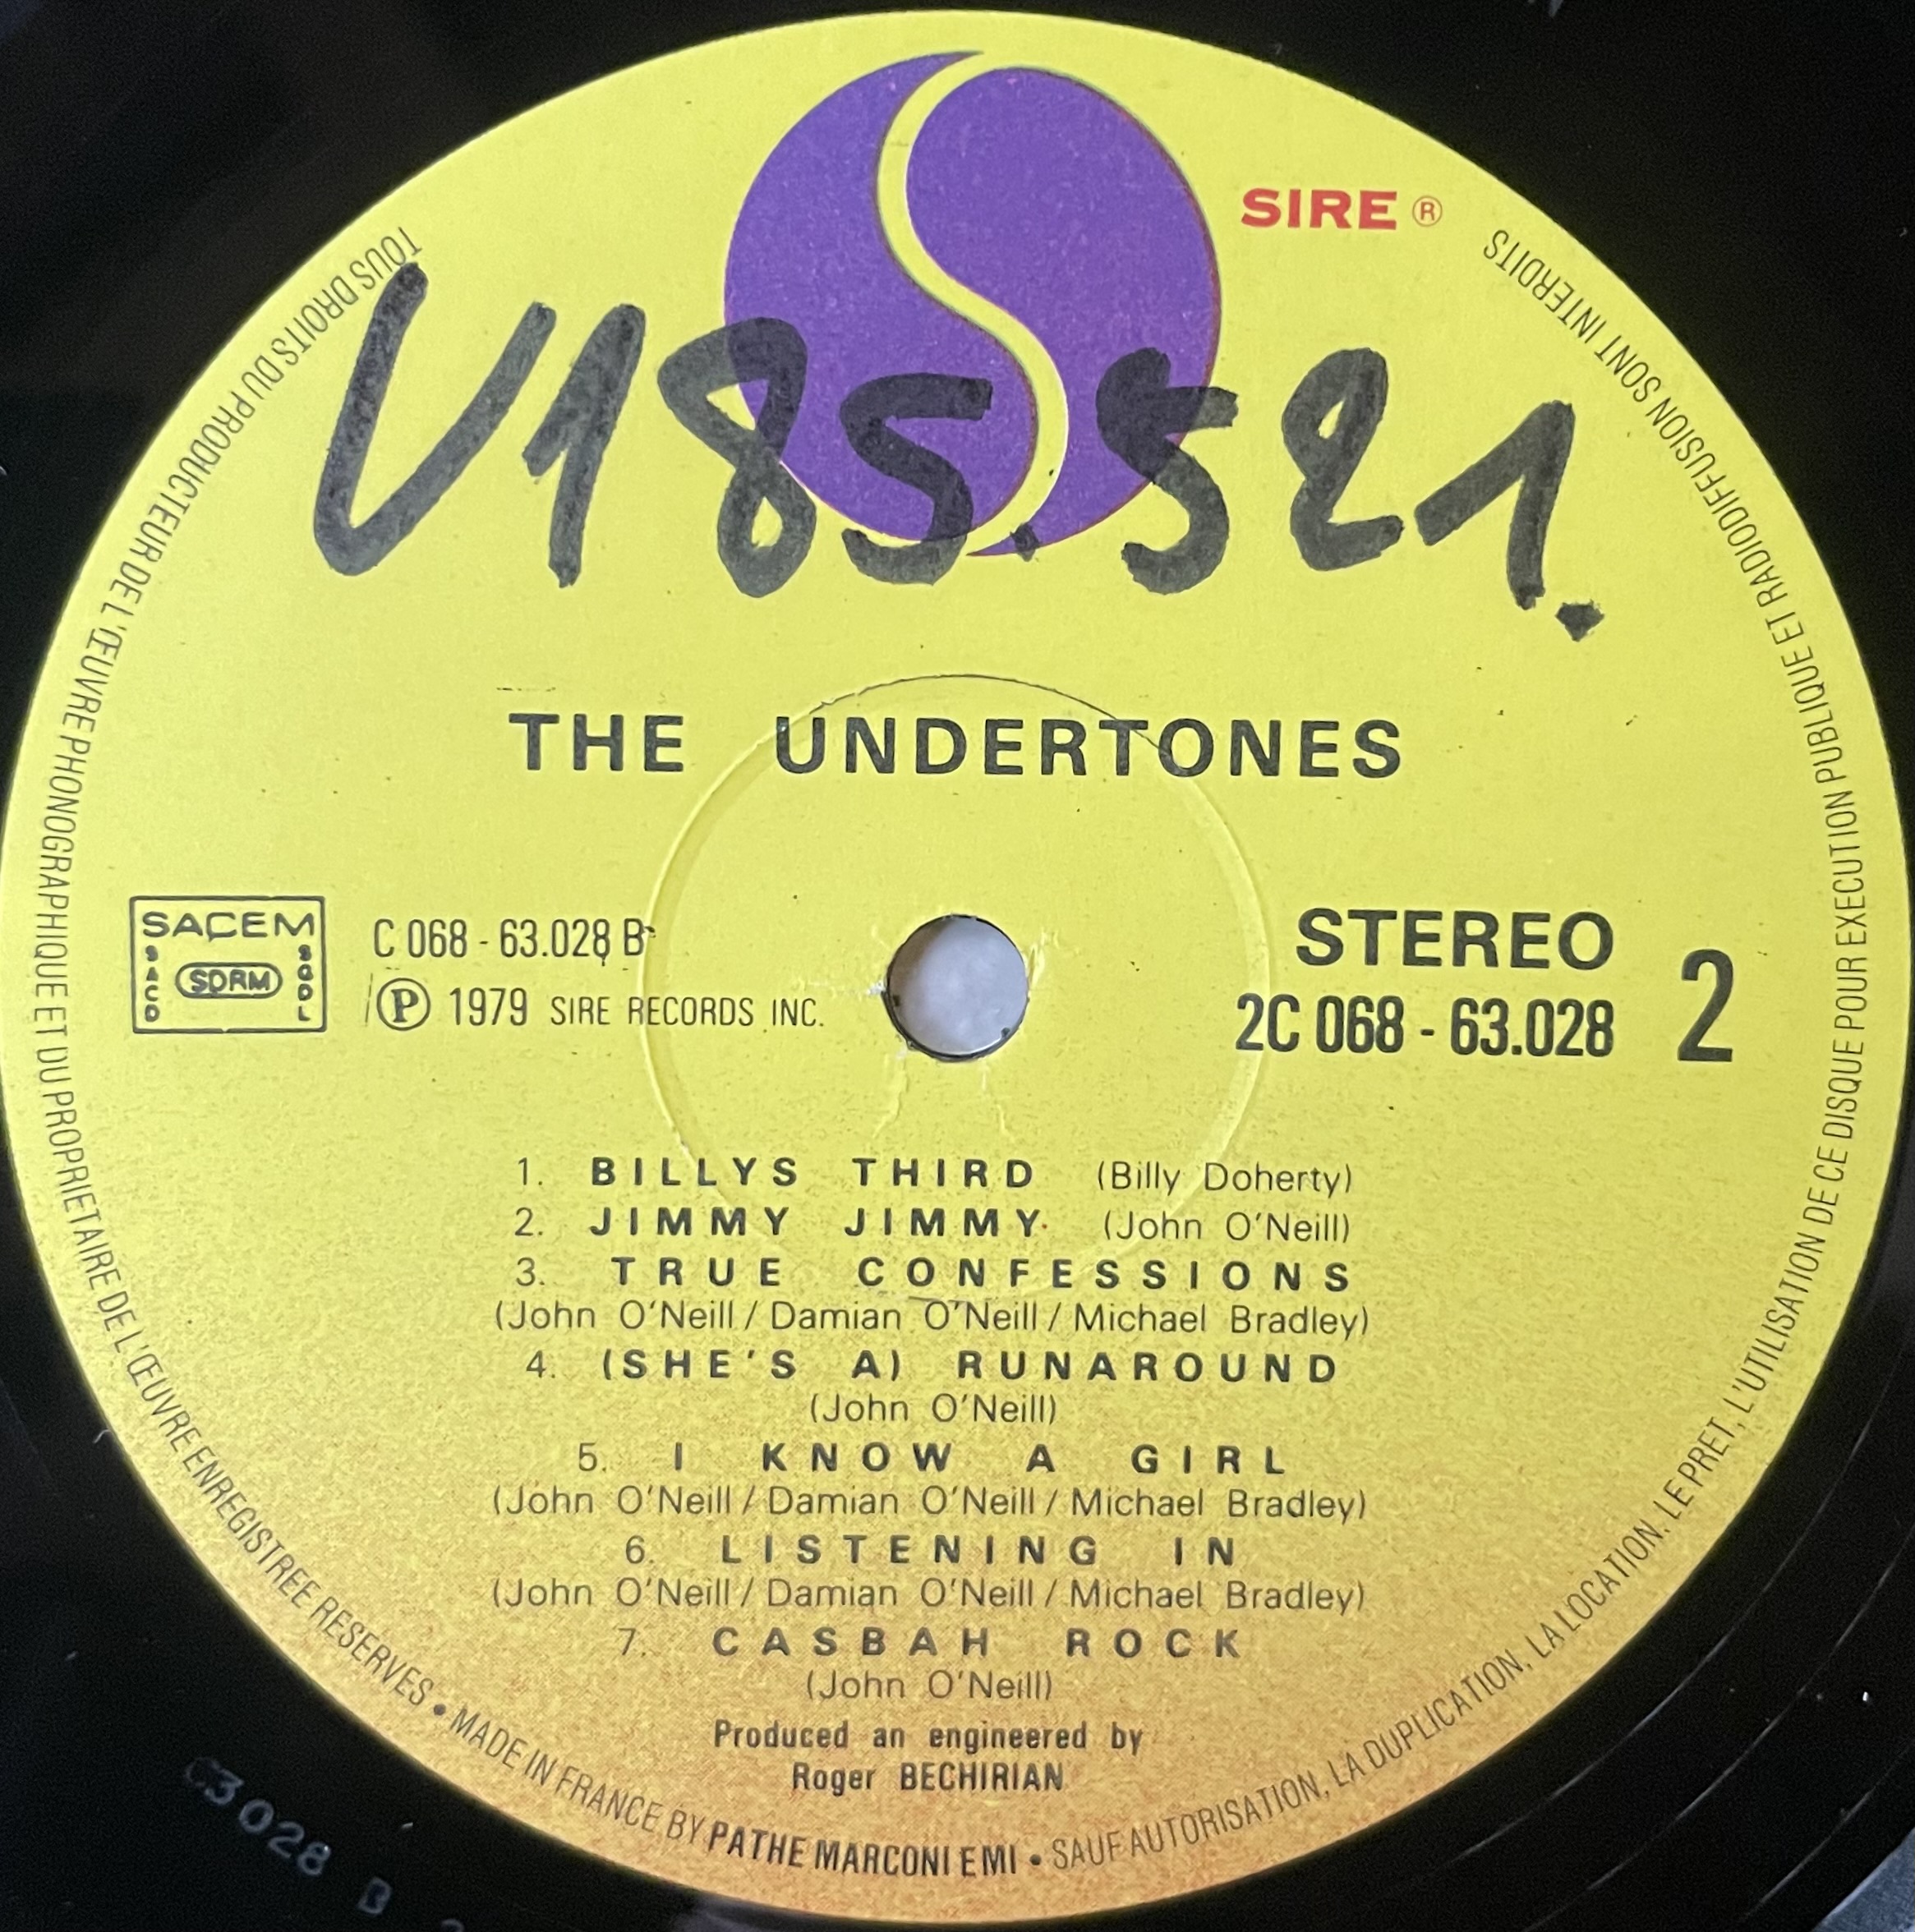 SIRE ®
V185.521.
THE UNDERTONES
SACEM
SACD
SDRM
SGDL
C 068 - 63.028 B
Ⓟ 1979 SIRE RECORDS INC.
STEREO
2C 068 - 63.028
2
1. BILLYS THIRD (Billy Doherty)
2. JIMMY JIMMY (John O'Neill)
3. TRUE CONFESSIONS
(John O'Neill / Damian O'Neill / Michael Bradley)
4. (SHE'S A) RUNAROUND
(John O'Neill)
5. I KNOW A GIRL
(John O'Neill / Damian O'Neill / Michael Bradley)
6. LISTENING IN
(John O'Neill / Damian O'Neill / Michael Bradley)
7. CASBAH ROCK
(John O'Neill)
Produced an engineered by
Roger BECHIRIAN
TOUS DROITS DU PRODUCTEUR DE L'ŒUVRE PHONOGRAPHIQUE ET DU PROPRIETAIRE DE L'ŒUVRE ENREGISTREE RESERVES • MADE IN FRANCE BY PATHE MARCONI EMI • SAUF AUTORISATION, LA DUPLICATION, LA LOCATION, LE PRET, L'UTILISATION DE CE DISQUE POUR EXECUTION PUBLIQUE ET RADIODIFFUSION SONT INTERDITS
3028 B